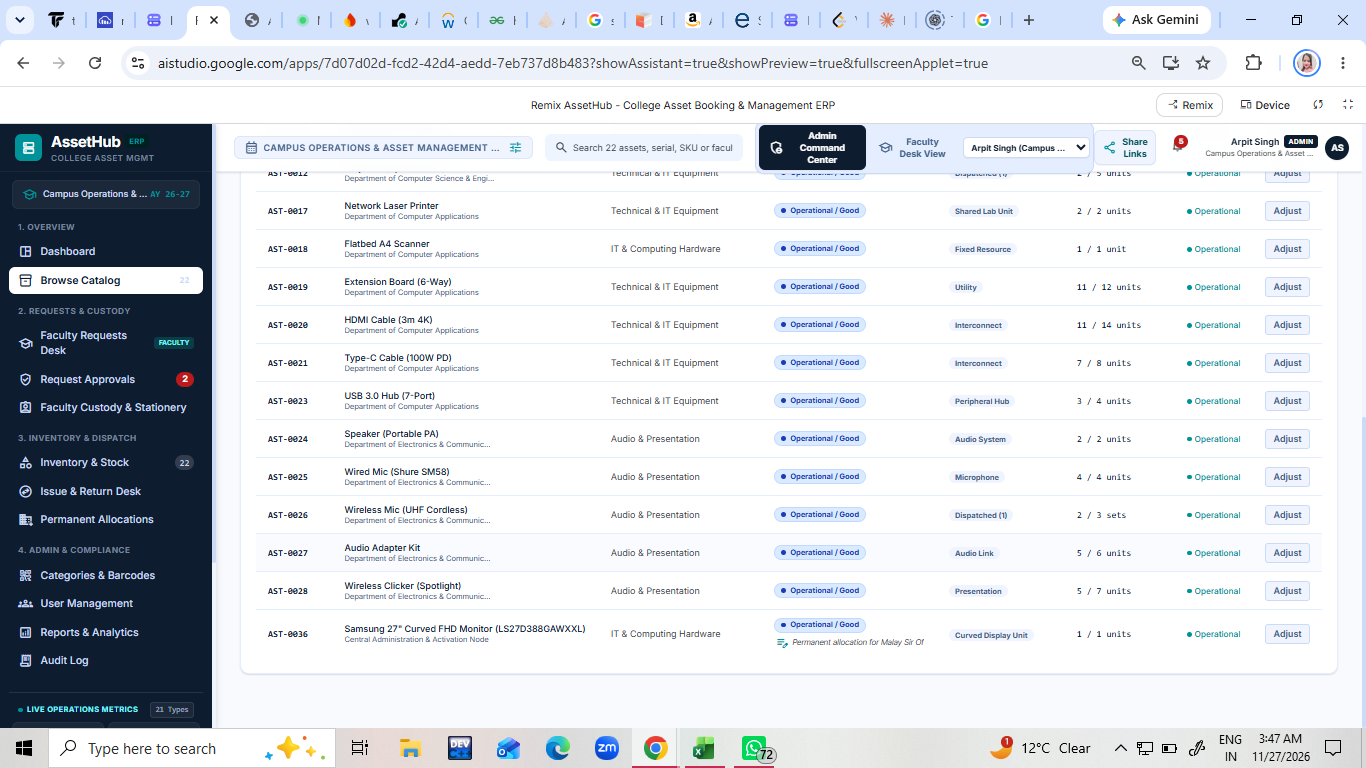 Ask Gemini
aistudio.google.com/apps/7d07d02d-fcd2-42d4-aedd-7eb737d8b483?showAssistant=true&showPreview=true&fullscreenApplet=true
Remix AssetHub - College Asset Booking & Management ERP
Remix
Device
AssetHub ERP
COLLEGE ASSET MGMT
Campus Operations & ... AY 26-27
1. OVERVIEW
Dashboard
Browse Catalog 22
2. REQUESTS & CUSTODY
Faculty Requests
Desk
FACULTY
Request Approvals 2
Faculty Custody & Stationery
3. INVENTORY & DISPATCH
Inventory & Stock 22
Issue & Return Desk
Permanent Allocations
4. ADMIN & COMPLIANCE
Categories & Barcodes
User Management
Reports & Analytics
Audit Log
LIVE OPERATIONS METRICS 21 Types
CAMPUS OPERATIONS & ASSET MANAGEMENT ...
Search 22 assets, serial, SKU or facul
Admin
Command
Center
Faculty
Desk View
Arpit Singh (Campus ...
Share
Links
5
Arpit Singh ADMIN
Campus Operations & Asset ...
AS
AST-0012 Technical & IT Equipment Operational / Good Dispatched (1) 2 / 5 units Operational Adjust
Department of Computer Science & Engi...
AST-0017 Network Laser Printer Technical & IT Equipment Operational / Good Shared Lab Unit 2 / 2 units Operational Adjust
Department of Computer Applications
AST-0018 Flatbed A4 Scanner IT & Computing Hardware Operational / Good Fixed Resource 1 / 1 unit Operational Adjust
Department of Computer Applications
AST-0019 Extension Board (6-Way) Technical & IT Equipment Operational / Good Utility 11 / 12 units Operational Adjust
Department of Computer Applications
AST-0020 HDMI Cable (3m 4K) Technical & IT Equipment Operational / Good Interconnect 11 / 14 units Operational Adjust
Department of Computer Applications
AST-0021 Type-C Cable (100W PD) Technical & IT Equipment Operational / Good Interconnect 7 / 8 units Operational Adjust
Department of Computer Applications
AST-0023 USB 3.0 Hub (7-Port) Technical & IT Equipment Operational / Good Peripheral Hub 3 / 4 units Operational Adjust
Department of Computer Applications
AST-0024 Speaker (Portable PA) Audio & Presentation Operational / Good Audio System 2 / 2 units Operational Adjust
Department of Electronics & Communic...
AST-0025 Wired Mic (Shure SM58) Audio & Presentation Operational / Good Microphone 4 / 4 units Operational Adjust
Department of Electronics & Communic...
AST-0026 Wireless Mic (UHF Cordless) Audio & Presentation Operational / Good Dispatched (1) 2 / 3 sets Operational Adjust
Department of Electronics & Communic...
AST-0027 Audio Adapter Kit Audio & Presentation Operational / Good Audio Link 5 / 6 units Operational Adjust
Department of Electronics & Communic...
AST-0028 Wireless Clicker (Spotlight) Audio & Presentation Operational / Good Presentation 5 / 7 units Operational Adjust
Department of Electronics & Communic...
AST-0036 Samsung 27" Curved FHD Monitor (LS27D388GAWXXL) IT & Computing Hardware Operational / Good Curved Display Unit 1 / 1 units Operational Adjust
Central Administration & Activation Node
Permanent allocation for Malay Sir Of
Type here to search
DEV
zm
72
1
12°C Clear
ENG
IN
3:47 AM
11/27/2026